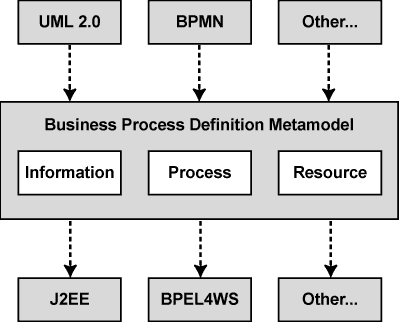 UML 2.0
BPMN
Other...
Business Process Definition Metamodel
Information
Process
Resource
J2EE
BPEL4WS
Other...